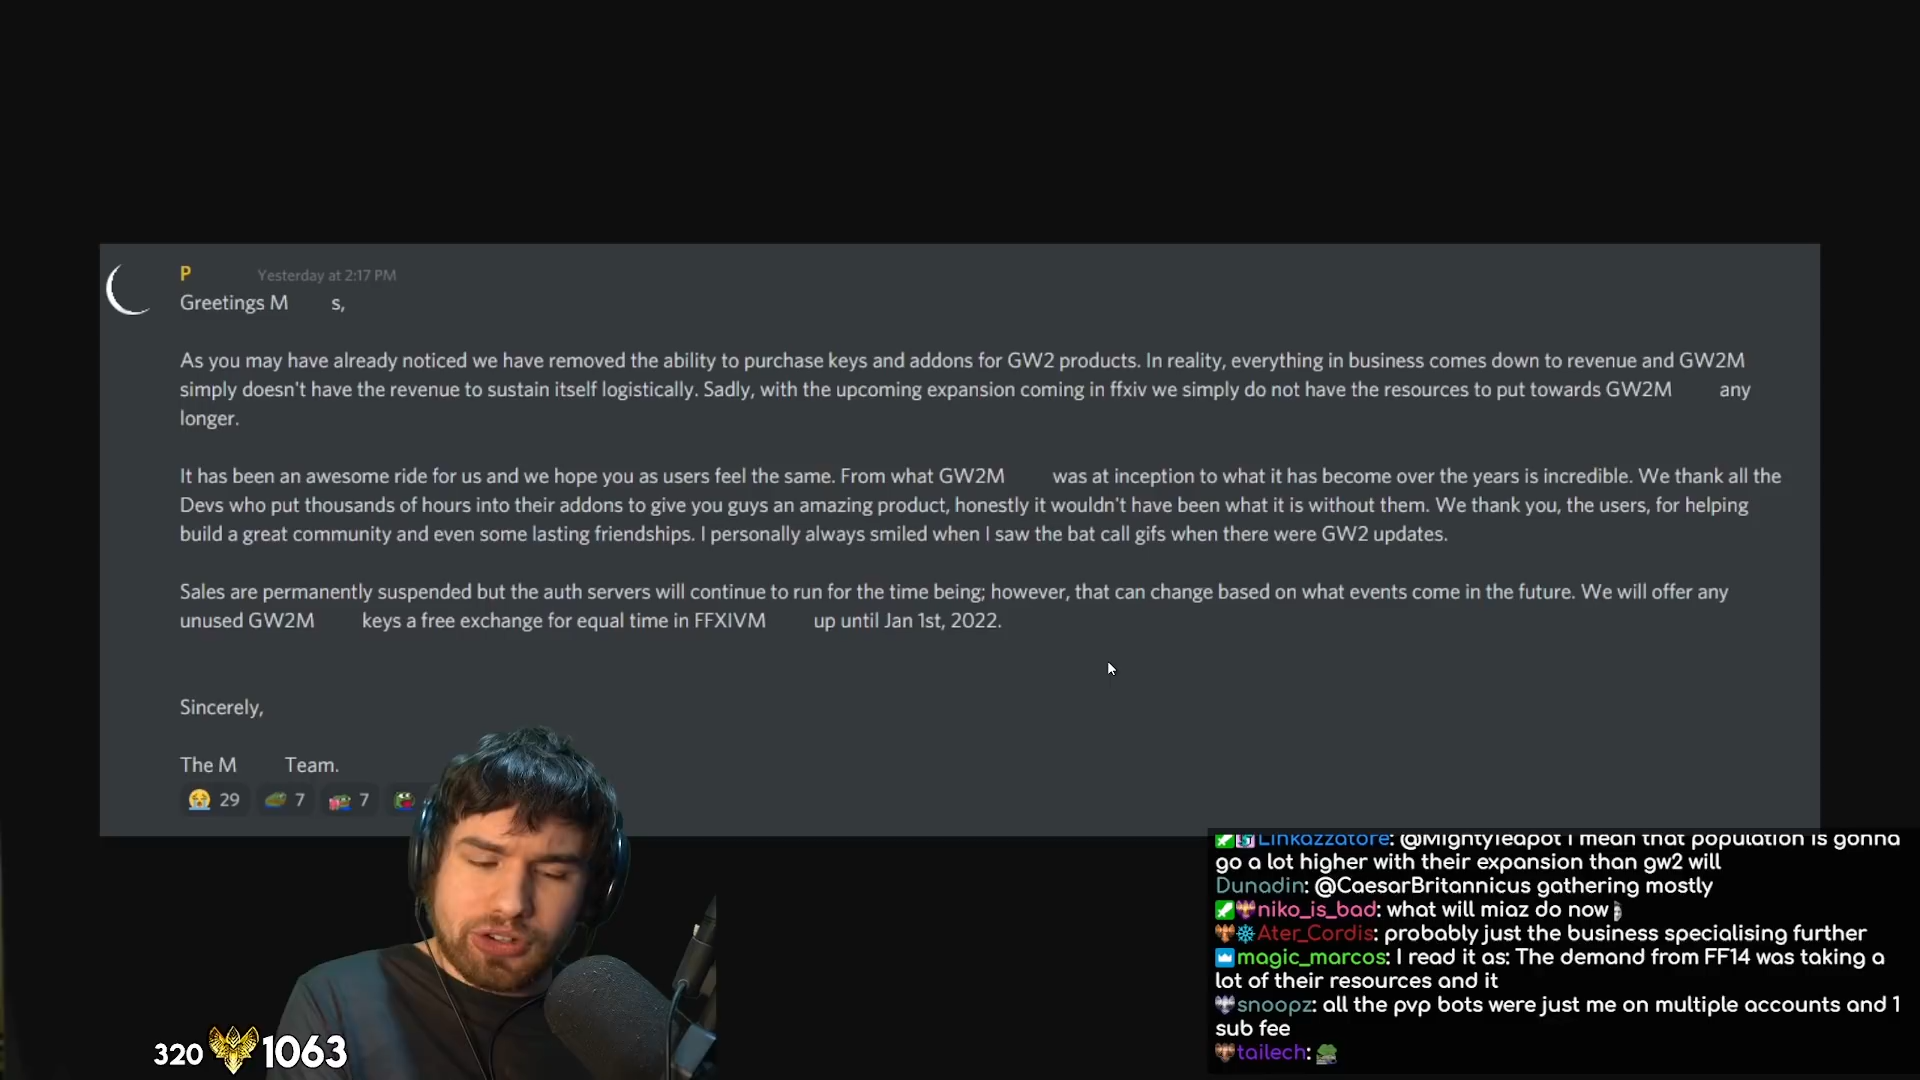 P Yesterday at 2:17 PM
Greetings M s,
As you may have already noticed we have removed the ability to purchase keys and addons for GW2 products. In reality, everything in business comes down to revenue and GW2M
simply doesn't have the revenue to sustain itself logistically. Sadly, with the upcoming expansion coming in ffxiv we simply do not have the resources to put towards GW2M any
longer.
It has been an awesome ride for us and we hope you as users feel the same. From what GW2M was at inception to what it has become over the years is incredible. We thank all the
Devs who put thousands of hours into their addons to give you guys an amazing product, honestly it wouldn't have been what it is without them. We thank you, the users, for helping
build a great community and even some lasting friendships. I personally always smiled when I saw the bat call gifs when there were GW2 updates.
Sales are permanently suspended but the auth servers will continue to run for the time being; however, that can change based on what events come in the future. We will offer any
unused GW2M keys a free exchange for equal time in FFXIVM up until Jan 1st, 2022.
Sincerely,
The M Team.
29 7 7
Linkazzatore: @MightyTeapot I mean that population is gonna
go a lot higher with their expansion than gw2 will
Dunadin: @CaesarBritannicus gathering mostly
niko_is_bad: what will miaz do now
Ater_Cordis: probably just the business specialising further
magic_marcos: I read it as: The demand from FF14 was taking a
lot of their resources and it
snoopz: all the pvp bots were just me on multiple accounts and 1
sub fee
tailech:
320 1063